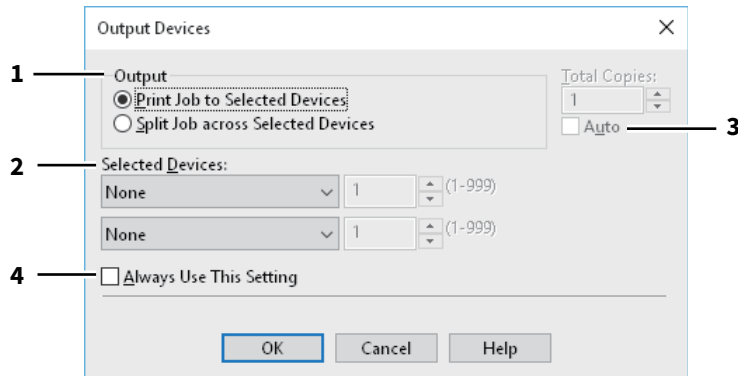 Output Devices
1
Output
Total Copies:
Print Job to Selected Devices
1
Split Job across Selected Devices
Auto
3
2
Selected Devices:
None
1
(1-999)
None
1
(1-999)
4
Always Use This Setting
OK
Cancel
Help